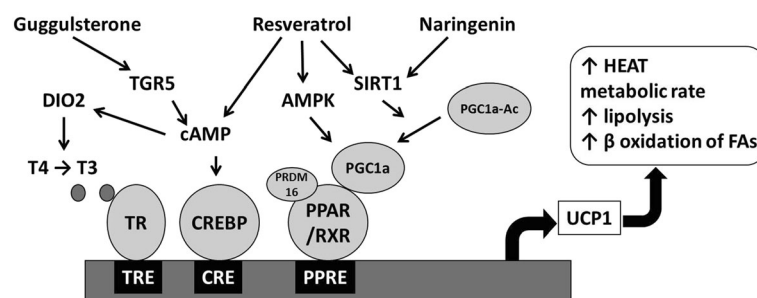 Guggulsterone
Resveratrol
Naringenin
TGR5
SIRT1
DIO2
AMPK
PGC1a-Ac
cAMP
T4 → T3
PGC1a
PRDM
16
TR
CREBP
PPAR
/RXR
TRE
CRE
PPRE
UCP1
↑ HEAT
metabolic rate
↑ lipolysis
↑ β oxidation of FAs